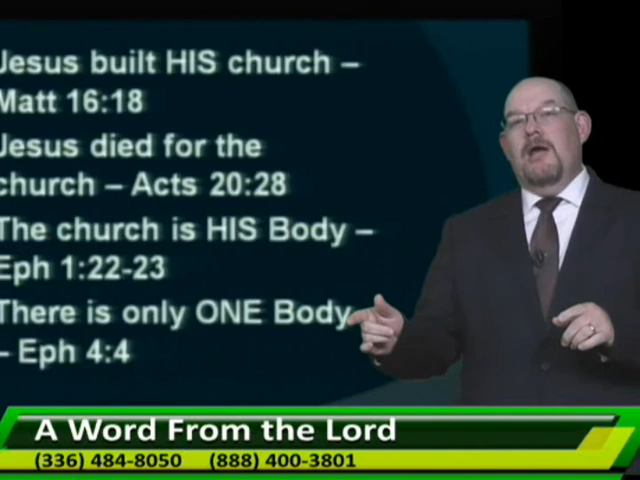 Jesus built HIS church –
Matt 16:18
Jesus died for the
church – Acts 20:28
The church is HIS Body –
Eph 1:22-23
There is only ONE Body
– Eph 4:4
A Word From the Lord
(336) 484-8050 (888) 400-3801